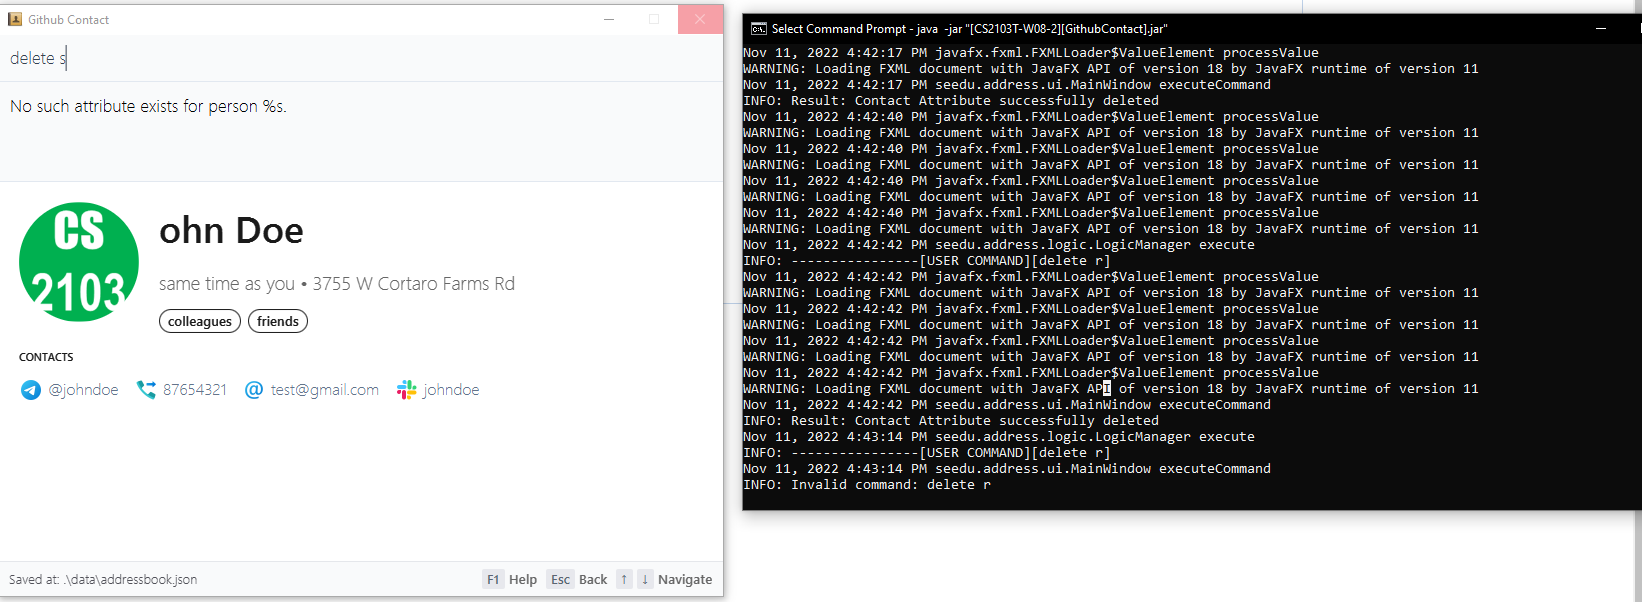 Github Contact
delete s
No such attribute exists for person %s.
CS
2103
ohn Doe
same time as you • 3755 W Cortaro Farms Rd
colleagues friends
CONTACTS
@johndoe 87654321 test@gmail.com johndoe
Saved at: .\data\addressbook.json F1 Help Esc Back ↑ ↓ Navigate
Select Command Prompt - java -jar "[CS2103T-W08-2][GithubContact].jar"
Nov 11, 2022 4:42:17 PM javafx.fxml.FXMLLoader$ValueElement processValue
WARNING: Loading FXML document with JavaFX API of version 18 by JavaFX runtime of version 11
Nov 11, 2022 4:42:17 PM seedu.address.ui.MainWindow executeCommand
INFO: Result: Contact Attribute successfully deleted
Nov 11, 2022 4:42:40 PM javafx.fxml.FXMLLoader$ValueElement processValue
WARNING: Loading FXML document with JavaFX API of version 18 by JavaFX runtime of version 11
Nov 11, 2022 4:42:40 PM javafx.fxml.FXMLLoader$ValueElement processValue
WARNING: Loading FXML document with JavaFX API of version 18 by JavaFX runtime of version 11
Nov 11, 2022 4:42:40 PM javafx.fxml.FXMLLoader$ValueElement processValue
WARNING: Loading FXML document with JavaFX API of version 18 by JavaFX runtime of version 11
Nov 11, 2022 4:42:40 PM javafx.fxml.FXMLLoader$ValueElement processValue
WARNING: Loading FXML document with JavaFX API of version 18 by JavaFX runtime of version 11
Nov 11, 2022 4:42:42 PM seedu.address.logic.LogicManager execute
INFO: ----------------[USER COMMAND][delete r]
Nov 11, 2022 4:42:42 PM javafx.fxml.FXMLLoader$ValueElement processValue
WARNING: Loading FXML document with JavaFX API of version 18 by JavaFX runtime of version 11
Nov 11, 2022 4:42:42 PM javafx.fxml.FXMLLoader$ValueElement processValue
WARNING: Loading FXML document with JavaFX API of version 18 by JavaFX runtime of version 11
Nov 11, 2022 4:42:42 PM javafx.fxml.FXMLLoader$ValueElement processValue
WARNING: Loading FXML document with JavaFX API of version 18 by JavaFX runtime of version 11
Nov 11, 2022 4:42:42 PM javafx.fxml.FXMLLoader$ValueElement processValue
WARNING: Loading FXML document with JavaFX API of version 18 by JavaFX runtime of version 11
Nov 11, 2022 4:42:42 PM seedu.address.ui.MainWindow executeCommand
INFO: Result: Contact Attribute successfully deleted
Nov 11, 2022 4:43:14 PM seedu.address.logic.LogicManager execute
INFO: ----------------[USER COMMAND][delete r]
Nov 11, 2022 4:43:14 PM seedu.address.ui.MainWindow executeCommand
INFO: Invalid command: delete r